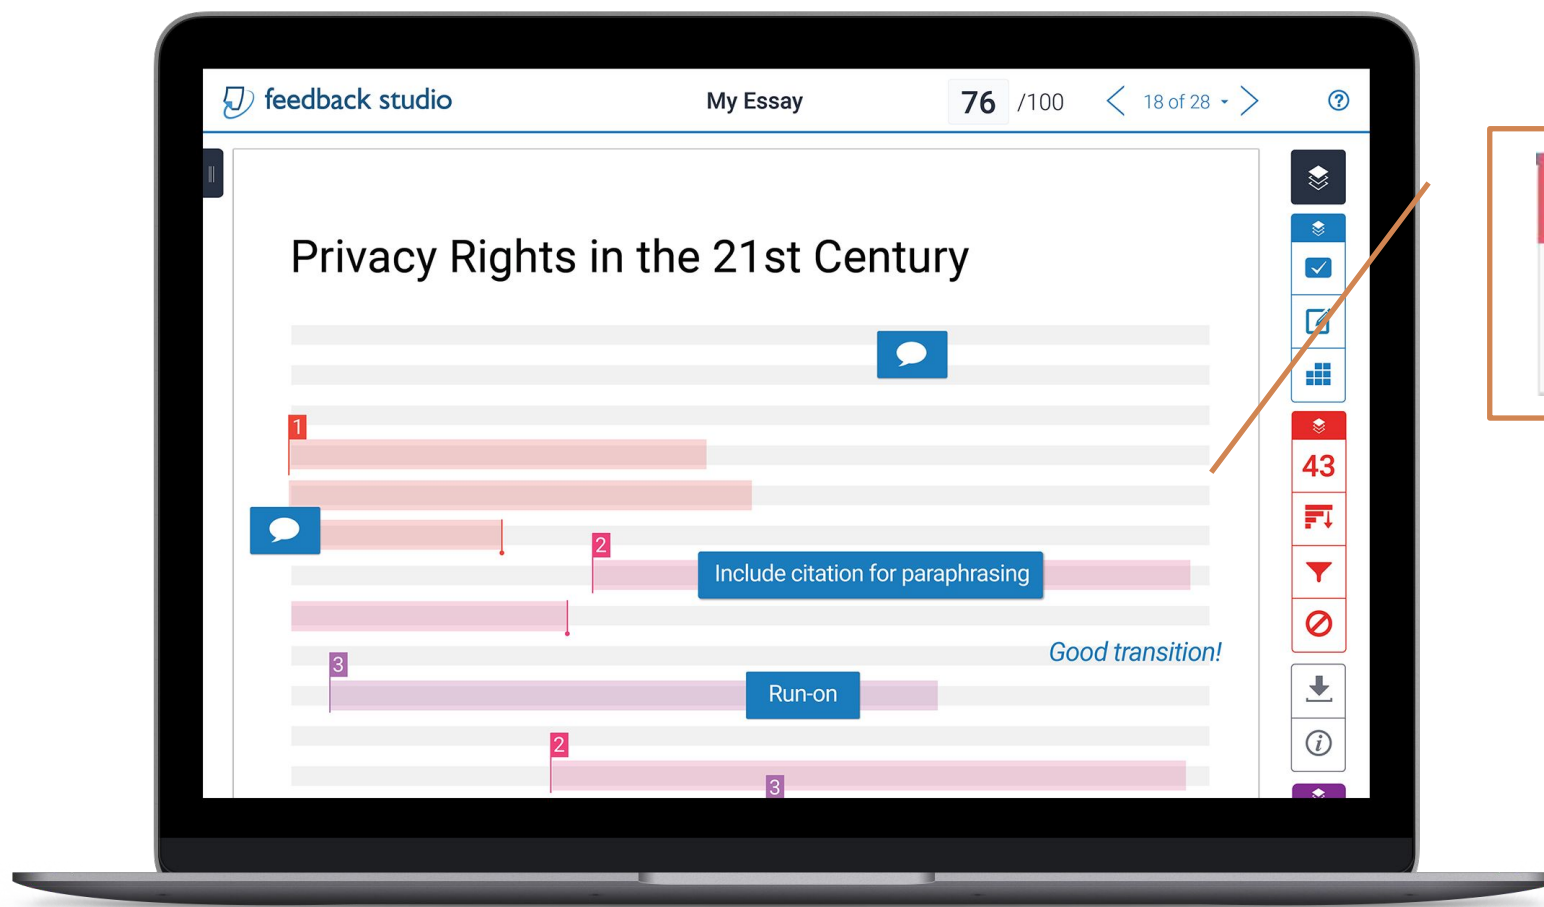 feedback studio
My Essay
76 /100
18 of 28
?
Privacy Rights in the 21st Century
1
43
2
Include citation for paraphrasing
Good transition!
3
Run-on
2
3
i